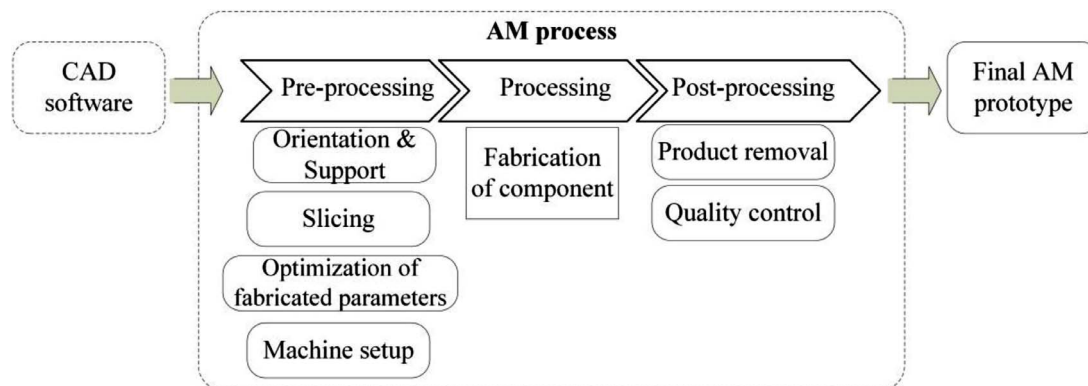 AM process
CAD
software
Pre-processing
Processing
Post-processing
Final AM
prototype
Orientation &
Support
Slicing
Optimization of
fabricated parameters
Machine setup
Fabrication
of component
Product removal
Quality control